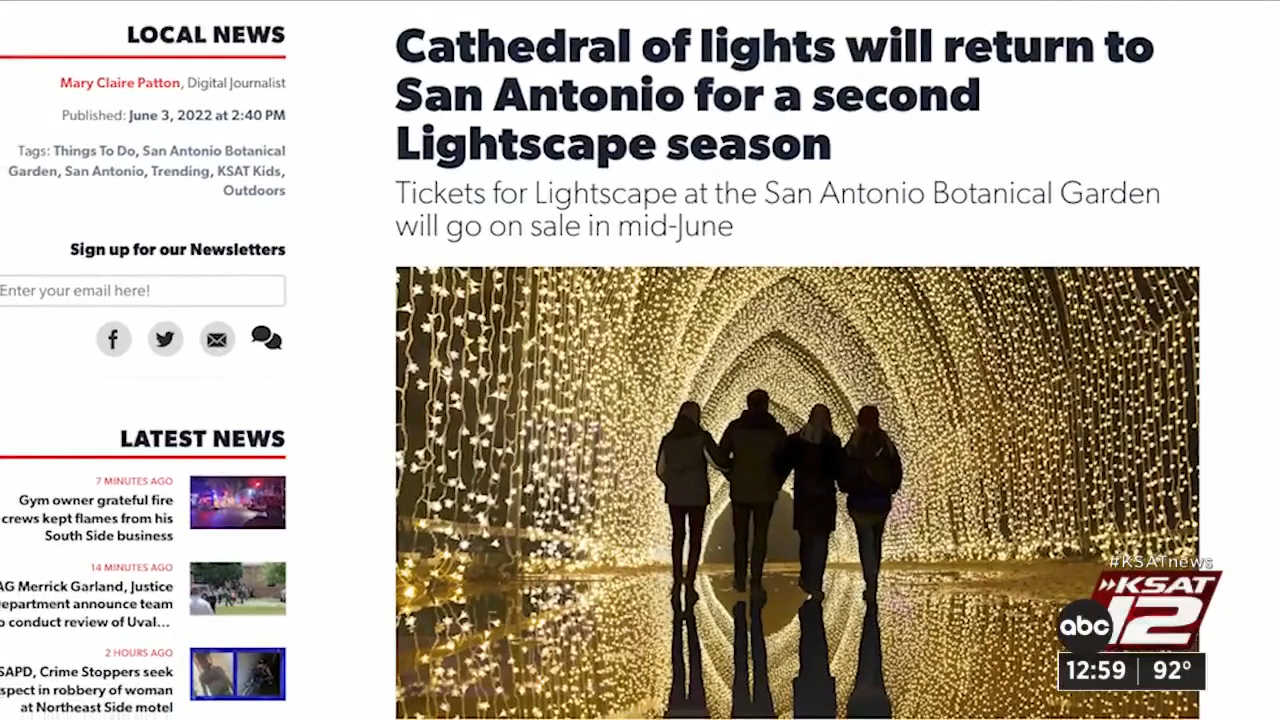 LOCAL NEWS
Mary Claire Patton, Digital Journalist
Published: June 3, 2022 at 2:40 PM
Tags: Things To Do, San Antonio Botanical
Garden, San Antonio, Trending, KSAT Kids,
Outdoors
Sign up for our Newsletters
Enter your email here!
LATEST NEWS
7 MINUTES AGO
Gym owner grateful fire
crews kept flames from his
South Side business
14 MINUTES AGO
AG Merrick Garland, Justice
epartment announce team
o conduct review of Uval...
2 HOURS AGO
SAPD, Crime Stoppers seek
spect in robbery of woman
at Northeast Side motel
Cathedral of lights will return to
San Antonio for a second
Lightscape season
Tickets for Lightscape at the San Antonio Botanical Garden
will go on sale in mid-June
#KSATnews
KSAT
abc 12
12:59 92°